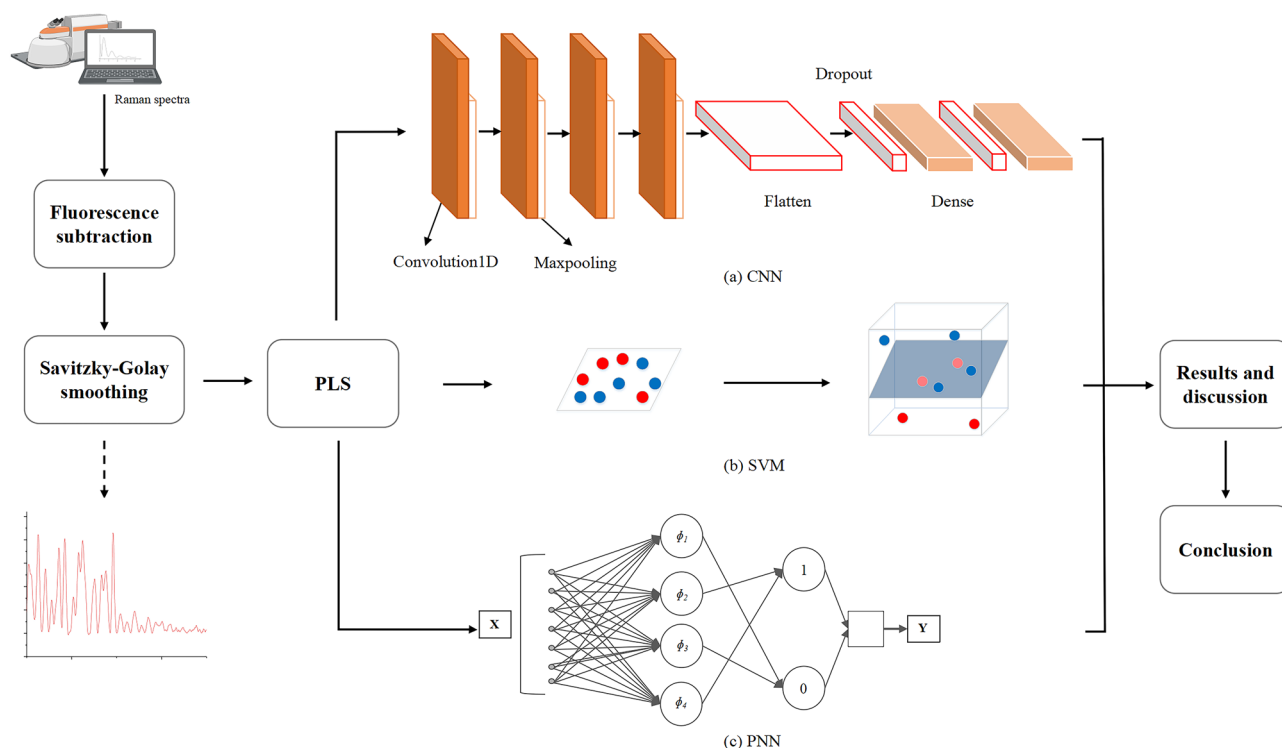 Raman spectra
Fluorescence
subtraction
Savitzky-Golay
smoothing
PLS
Convolution1D
Maxpooling
Flatten
Dropout
Dense
(a) CNN
(b) SVM
X
ϕ1
ϕ2
ϕ3
ϕ4
1
0
Y
(c) PNN
Results and
discussion
Conclusion